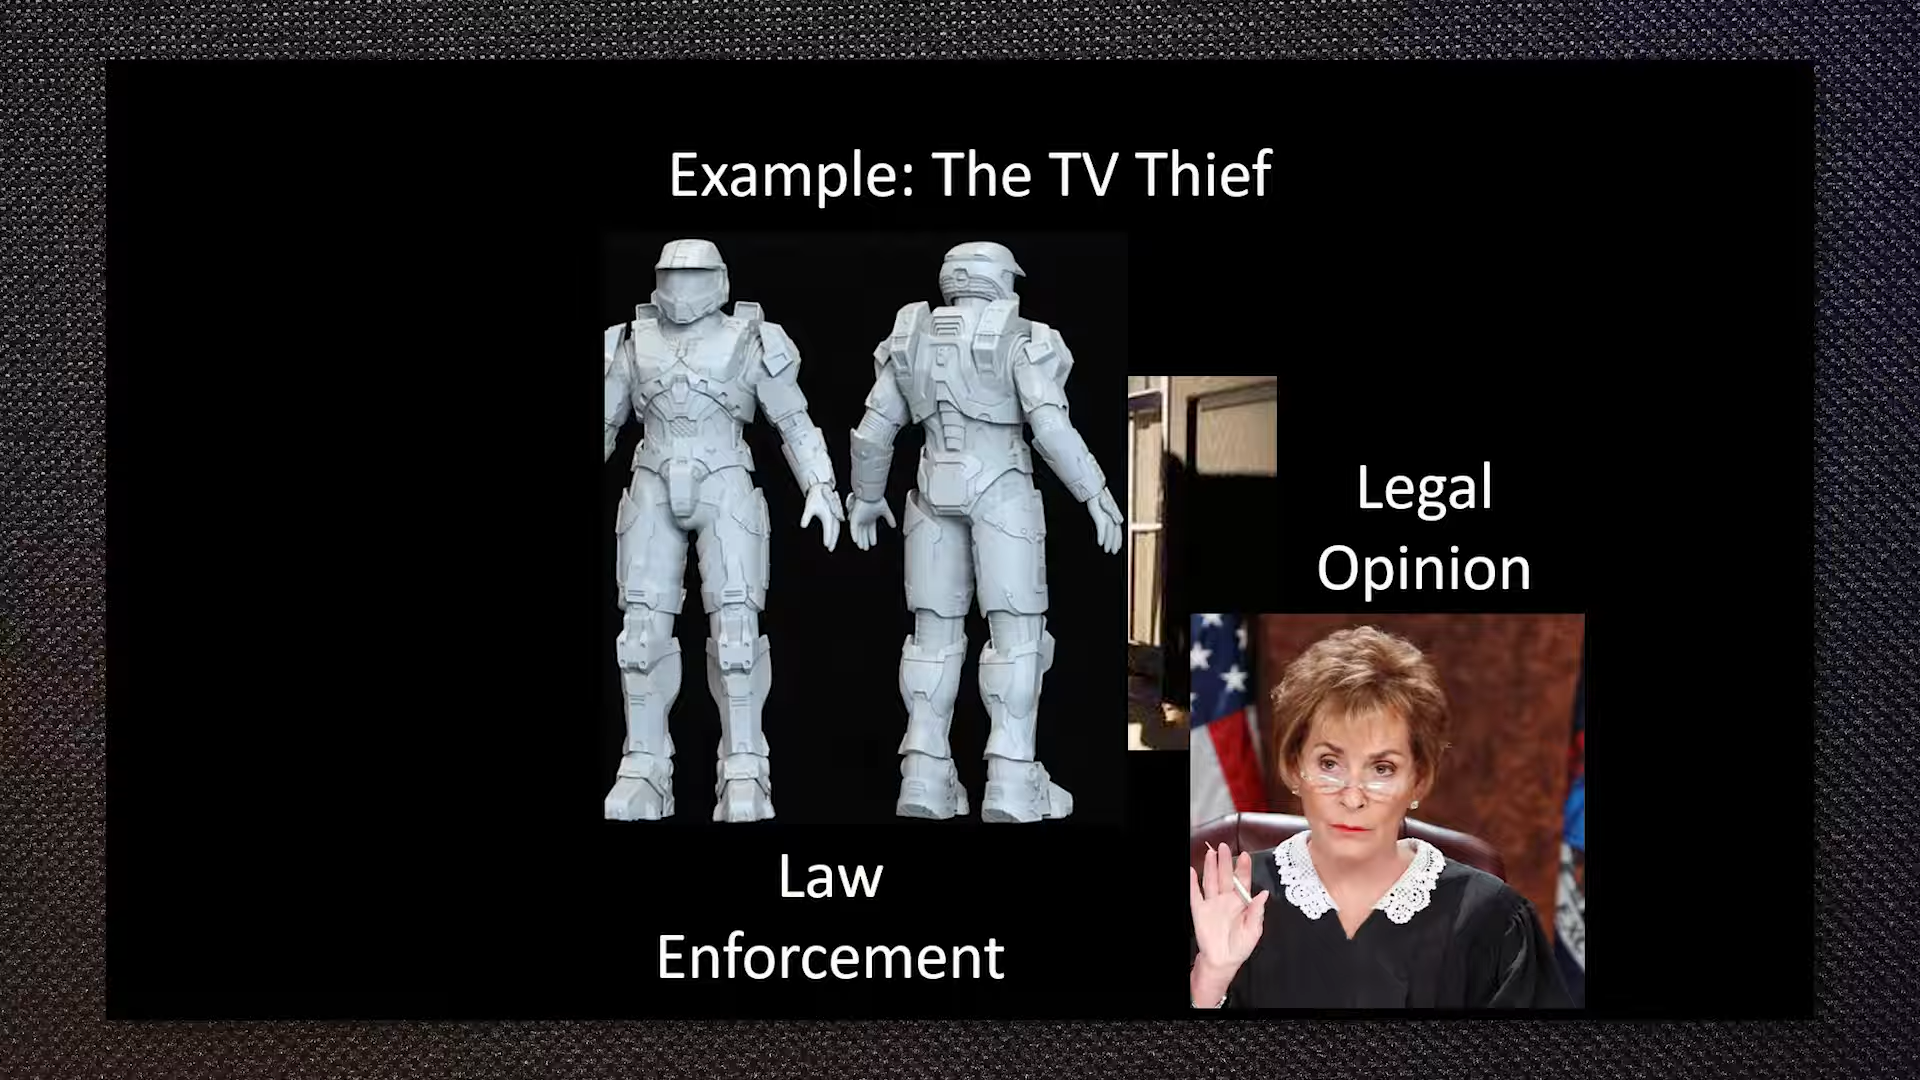 Example: The TV Thief
Legal
Opinion
Law
Enforcement